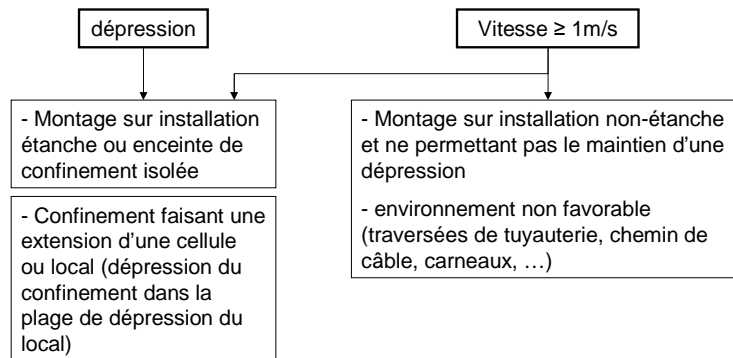 dépression
Vitesse ≥ 1m/s
- Montage sur installation
étanche ou enceinte de
confinement isolée
- Confinement faisant une
extension d'une cellule
ou local (dépression du
confinement dans la
plage de dépression du
local)
- Montage sur installation non-étanche
et ne permettant pas le maintien d'une
dépression
- environnement non favorable
(traversées de tuyauterie, chemin de
câble, carneaux, …)